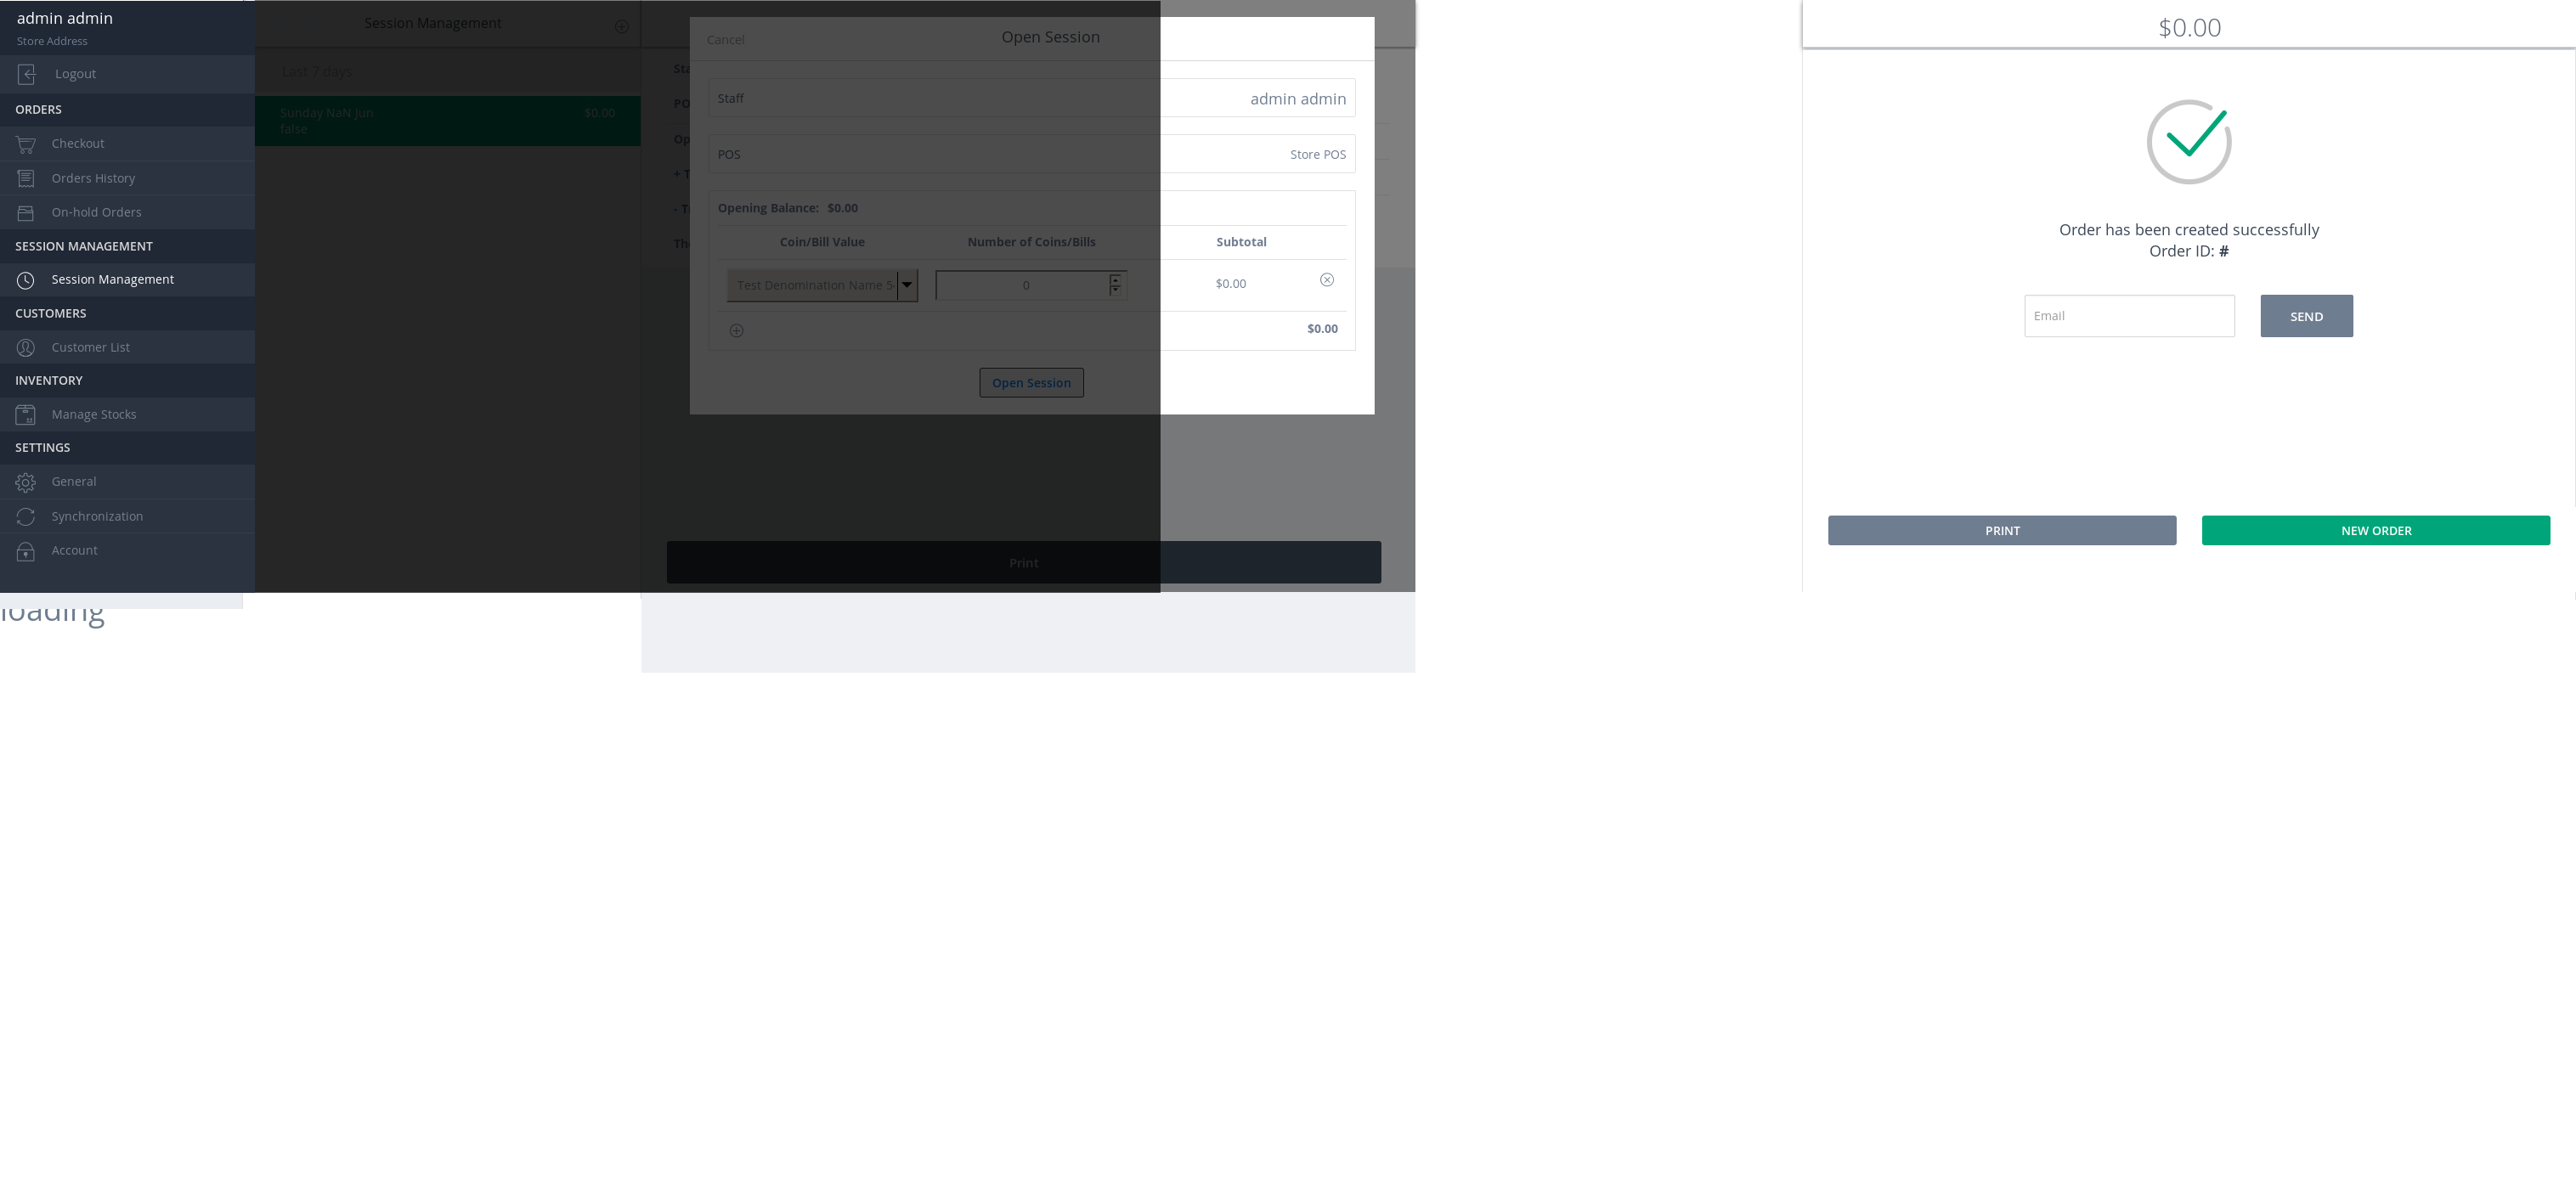 admin admin
Store Address
Logout
ORDERS
Checkout
Orders History
On-hold Orders
SESSION MANAGEMENT
Session Management
CUSTOMERS
Customer List
INVENTORY
Manage Stocks
SETTINGS
General
Synchronization
Account
loading
Session Management
Last 7 days
Sunday NaN Jun $0.00
false
Cancel Open Session
Staff admin admin
POS Store POS
Opening Balance: $0.00
Coin/Bill Value Number of Coins/Bills Subtotal
Test Denomination Name 5 0 $0.00
$0.00
Open Session
Print
$0.00
Order has been created successfully
Order ID: #
Email SEND
PRINT NEW ORDER